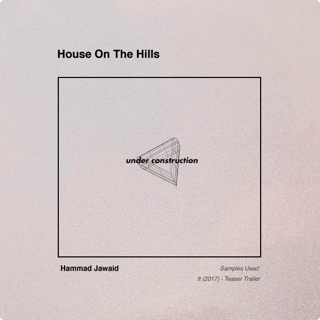 House On The Hills
under construction
Hammad Jawaid
Samples Used:
It (2017) - Teaser Trailer